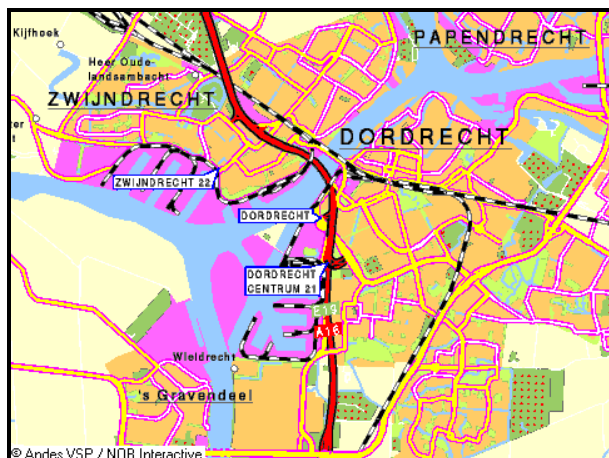 Kijfhoek
PAPENDRECHT
Heer Oude-
landsambacht
ZWIJNDRECHT
DORDRECHT
ZWIJNDRECHT 22
DORDRECHT
DORDRECHT
CENTRUM 21
E19
A16
Wieldrecht
's Gravendeel
© Andes VSP / NOB Interactive